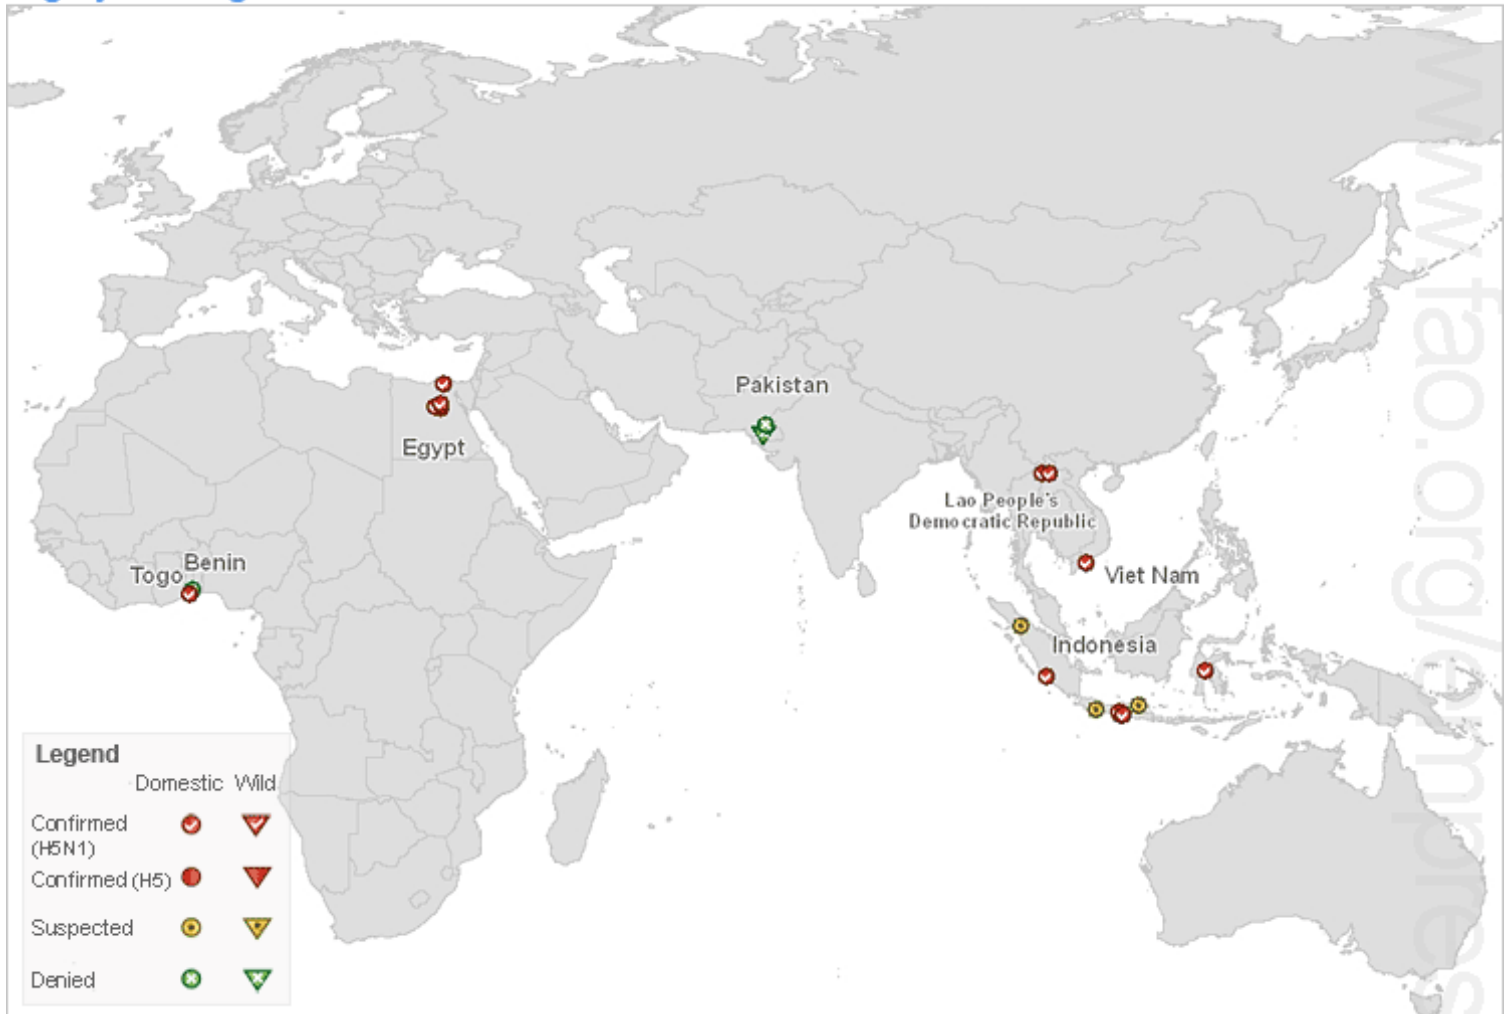 Pakistan
Egypt
Lao People's
Democratic Republic
Benin
Togo
Viet Nam
Indonesia
Legend
Domestic Wild
Confirmed
(H5N1)
Confirmed (H5)
Suspected
Denied
www.fao.org/empres